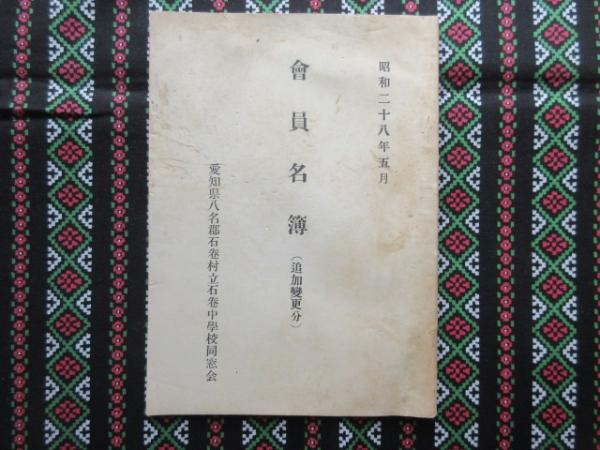 昭和二十八年五月
會員名簿（追加變更分）
愛知県八名郡石巻村立石巻中學校同窓会